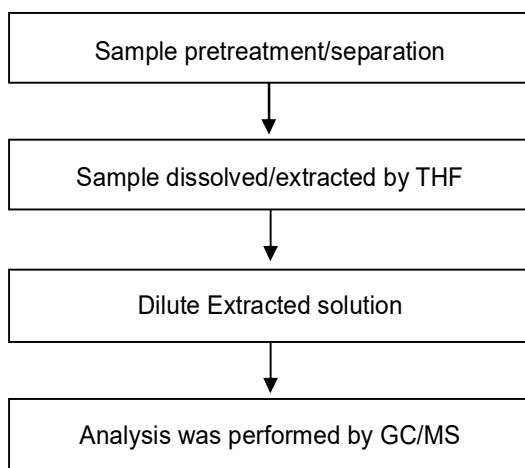 Sample pretreatment/separation
Sample dissolved/extracted by THF
Dilute Extracted solution
Analysis was performed by GC/MS